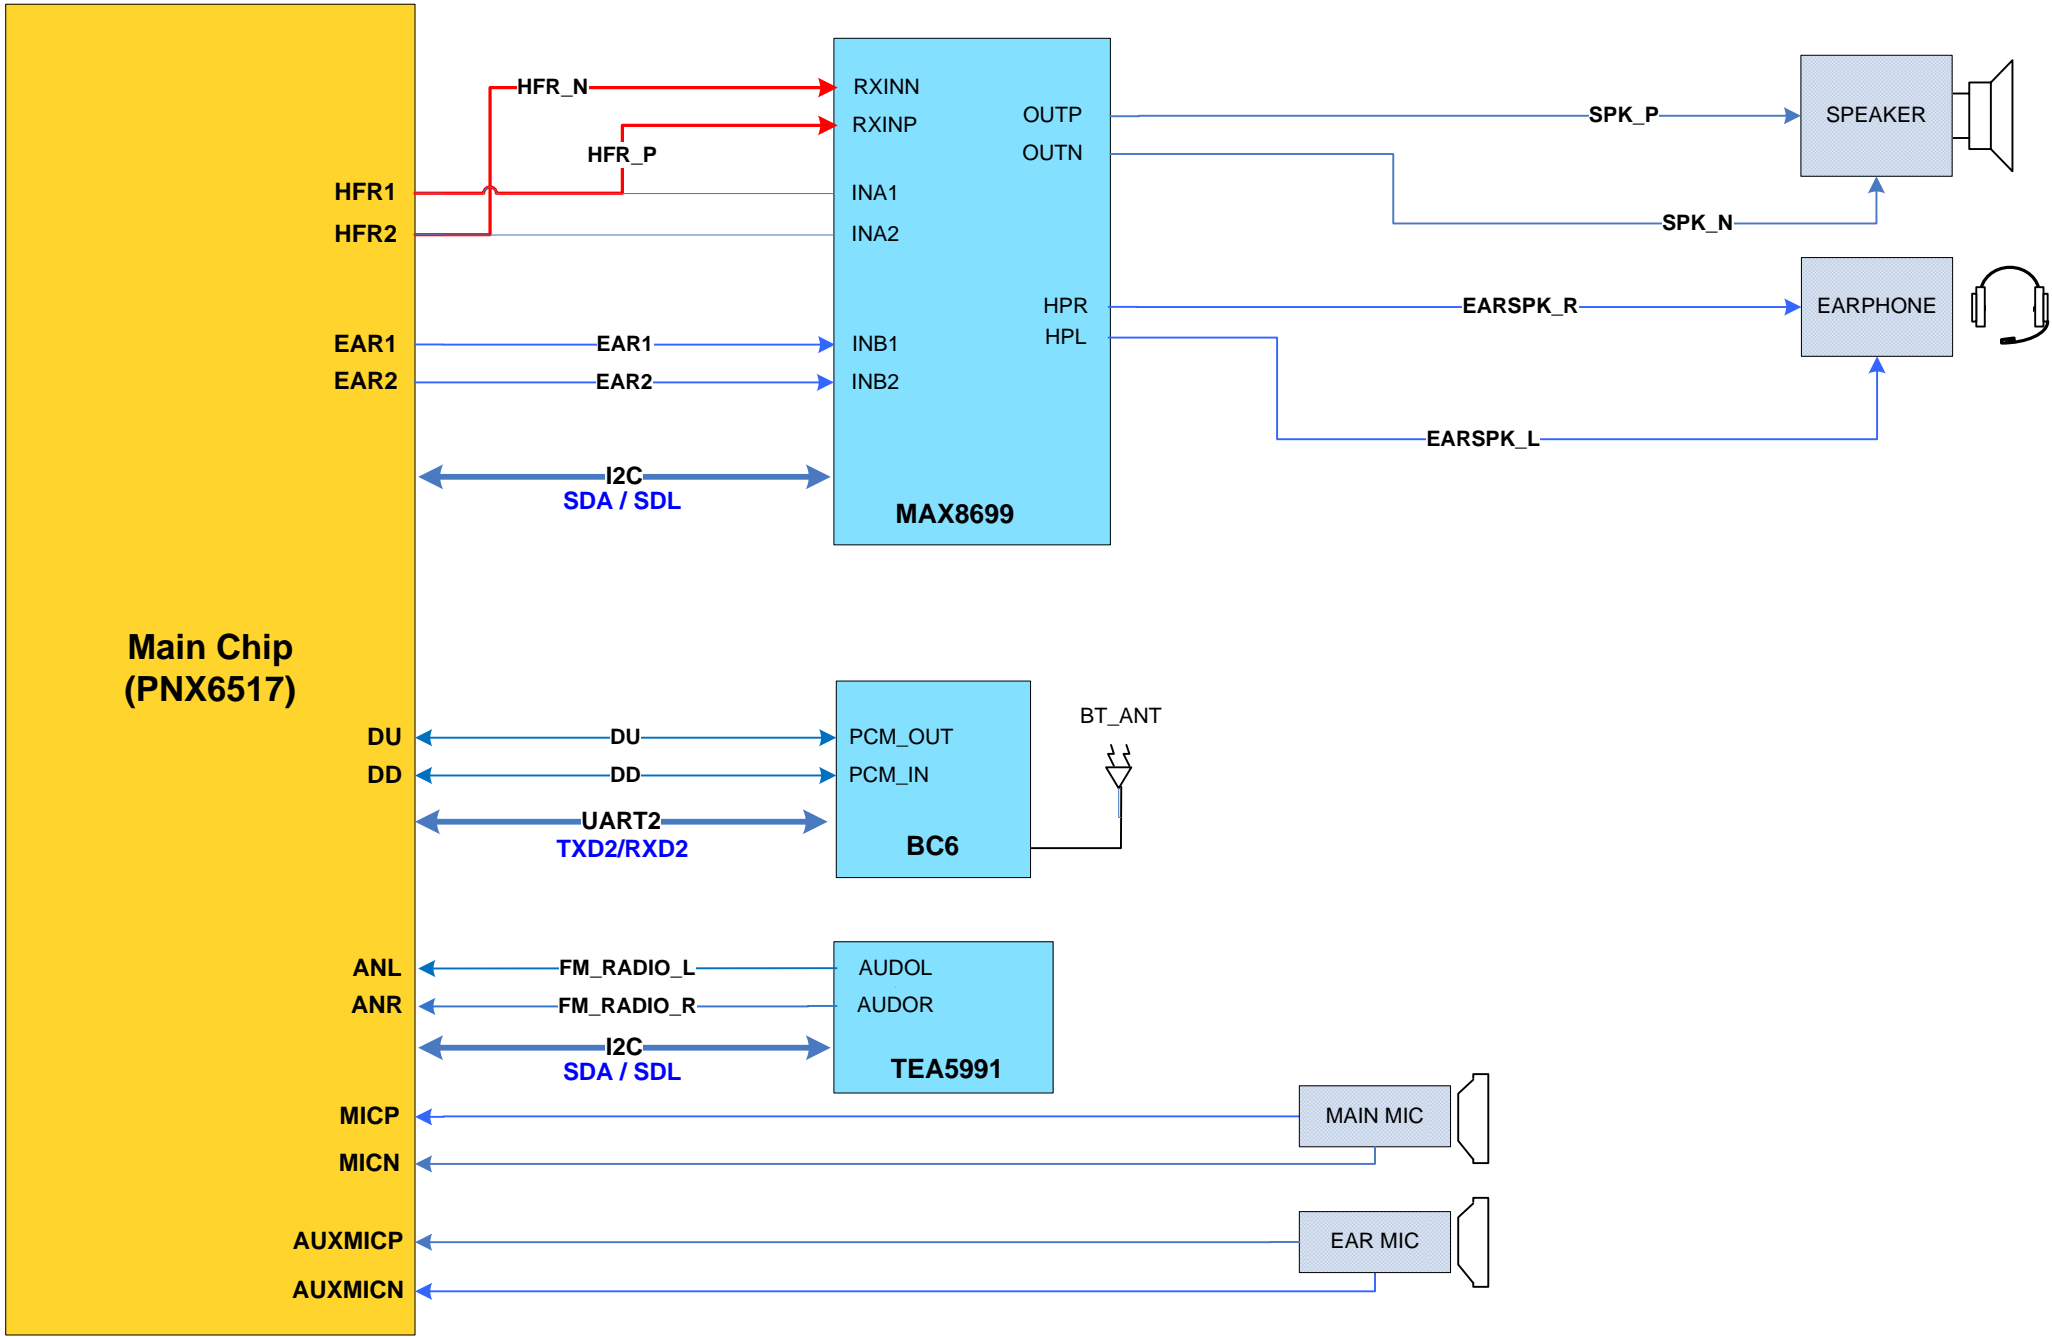 HFR_N
RXINN
RXINP
HFR_P
OUTP
OUTN
SPK_P
SPEAKER
HFR1
INA1
HFR2
INA2
SPK_N
HPR
HPL
EARSPK_R
EARPHONE
EAR1
EAR1
INB1
EAR2
EAR2
INB2
EARSPK_L
I2C
SDA / SDL
MAX8699
Main Chip
(PNX6517)
BT_ANT
DU
DU
PCM_OUT
DD
DD
PCM_IN
UART2
TXD2/RXD2
BC6
ANL
FM_RADIO_L
AUDOL
ANR
FM_RADIO_R
AUDOR
I2C
SDA / SDL
TEA5991
MICP
MAIN MIC
MICN
AUXMICP
EAR MIC
AUXMICN